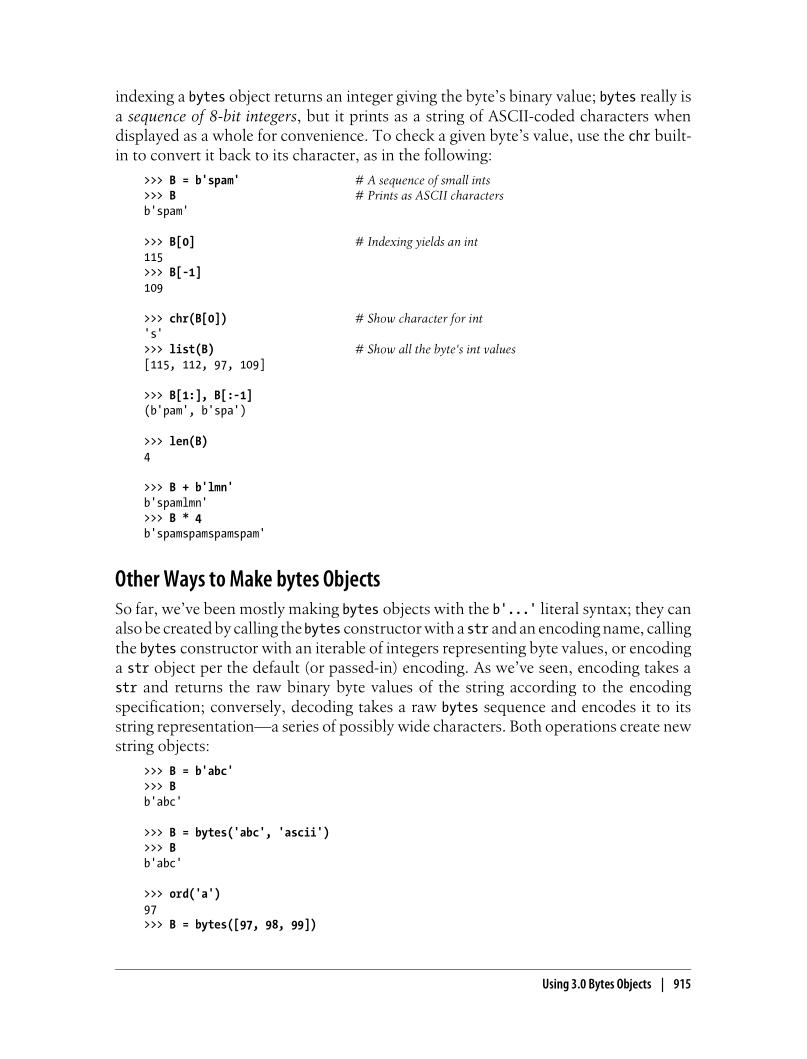 indexing a bytes object returns an integer giving the byte’s binary value; bytes really is
a sequence of 8-bit integers, but it prints as a string of ASCII-coded characters when
displayed as a whole for convenience. To check a given byte’s value, use the chr built-
in to convert it back to its character, as in the following:
>>> B = b'spam' # A sequence of small ints
>>> B # Prints as ASCII characters
b'spam'
>>> B[0] # Indexing yields an int
115
>>> B[-1]
109
>>> chr(B[0]) # Show character for int
's'
>>> list(B) # Show all the byte's int values
[115, 112, 97, 109]
>>> B[1:], B[:-1]
(b'pam', b'spa')
>>> len(B)
4
>>> B + b'lmn'
b'spamlmn'
>>> B * 4
b'spamspamspamspam'
Other Ways to Make bytes Objects
So far, we’ve been mostly making bytes objects with the b'...' literal syntax; they can
also be created by calling the bytes constructor with a str and an encoding name, calling
the bytes constructor with an iterable of integers representing byte values, or encoding
a str object per the default (or passed-in) encoding. As we’ve seen, encoding takes a
str and returns the raw binary byte values of the string according to the encoding
specification; conversely, decoding takes a raw bytes sequence and encodes it to its
string representation—a series of possibly wide characters. Both operations create new
string objects:
>>> B = b'abc'
>>> B
b'abc'
>>> B = bytes('abc', 'ascii')
>>> B
b'abc'
>>> ord('a')
97
>>> B = bytes([97, 98, 99])
Using 3.0 Bytes Objects | 915